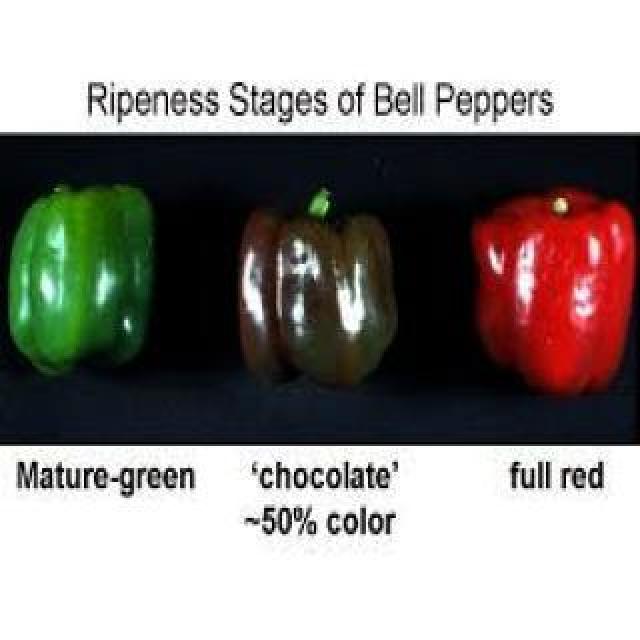 Ripeness Stages of Bell Peppers
Mature-green
‘chocolate’
full red
~50% color